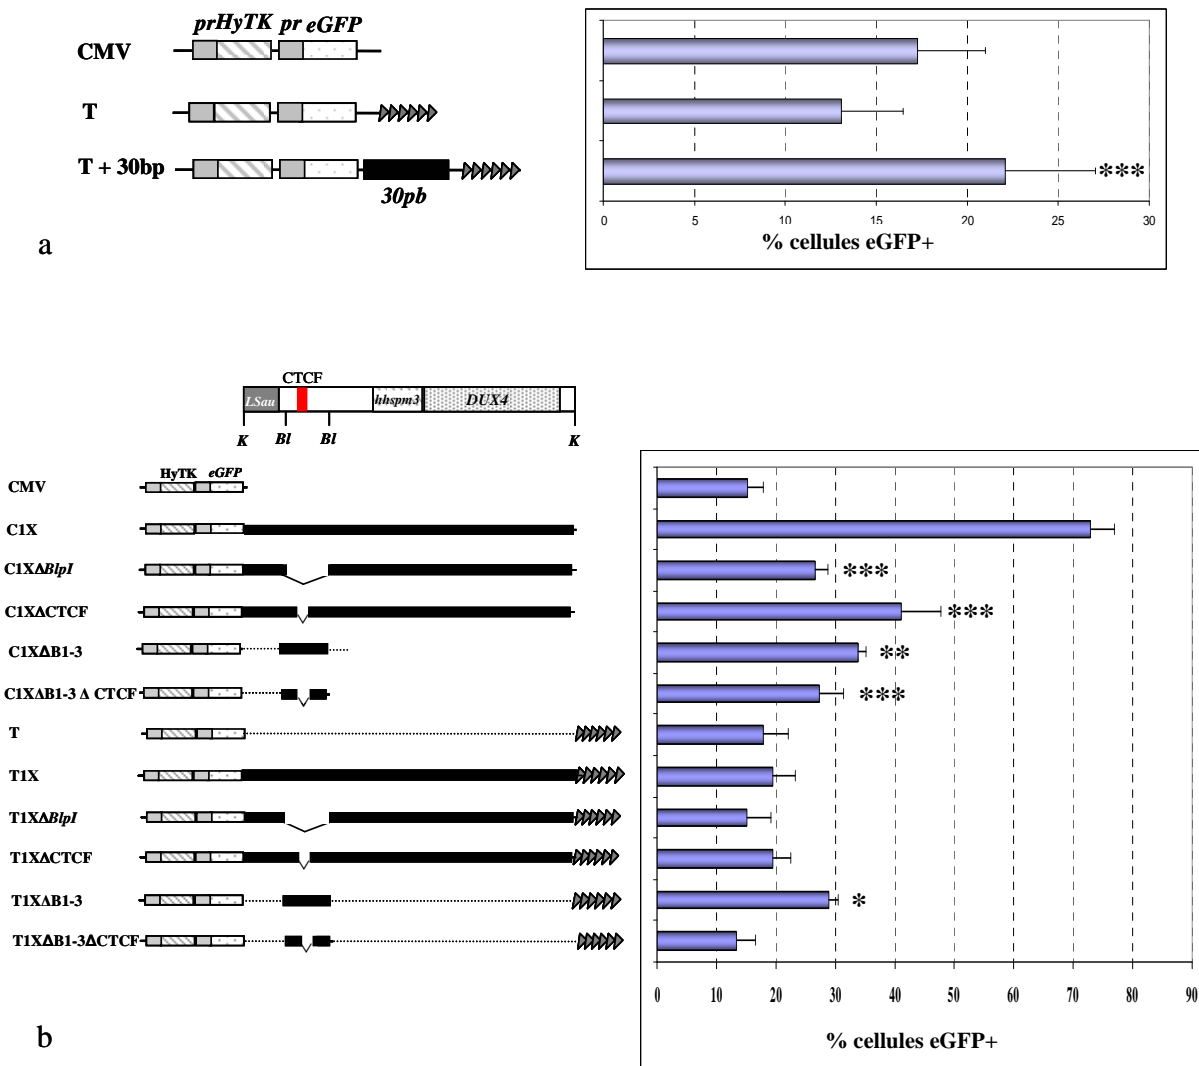 prHyTK pr eGFP
CMV
T
T + 30bp
30pb
***
0 5 10 15 20 25 30
% cellules eGFP+
a
CTCF
LSau hhspm3 DUX4
K Bl Bl K
HyTK eGFP
CMV
C1X
C1XΔBlpI ***
C1XΔCTCF ***
C1XΔB1-3 **
C1XΔB1-3 Δ CTCF ***
T
T1X
T1XΔBlpI
T1XΔCTCF
T1XΔB1-3 *
T1XΔB1-3ΔCTCF
0 10 20 30 40 50 60 70 80 90
% cellules eGFP+
b